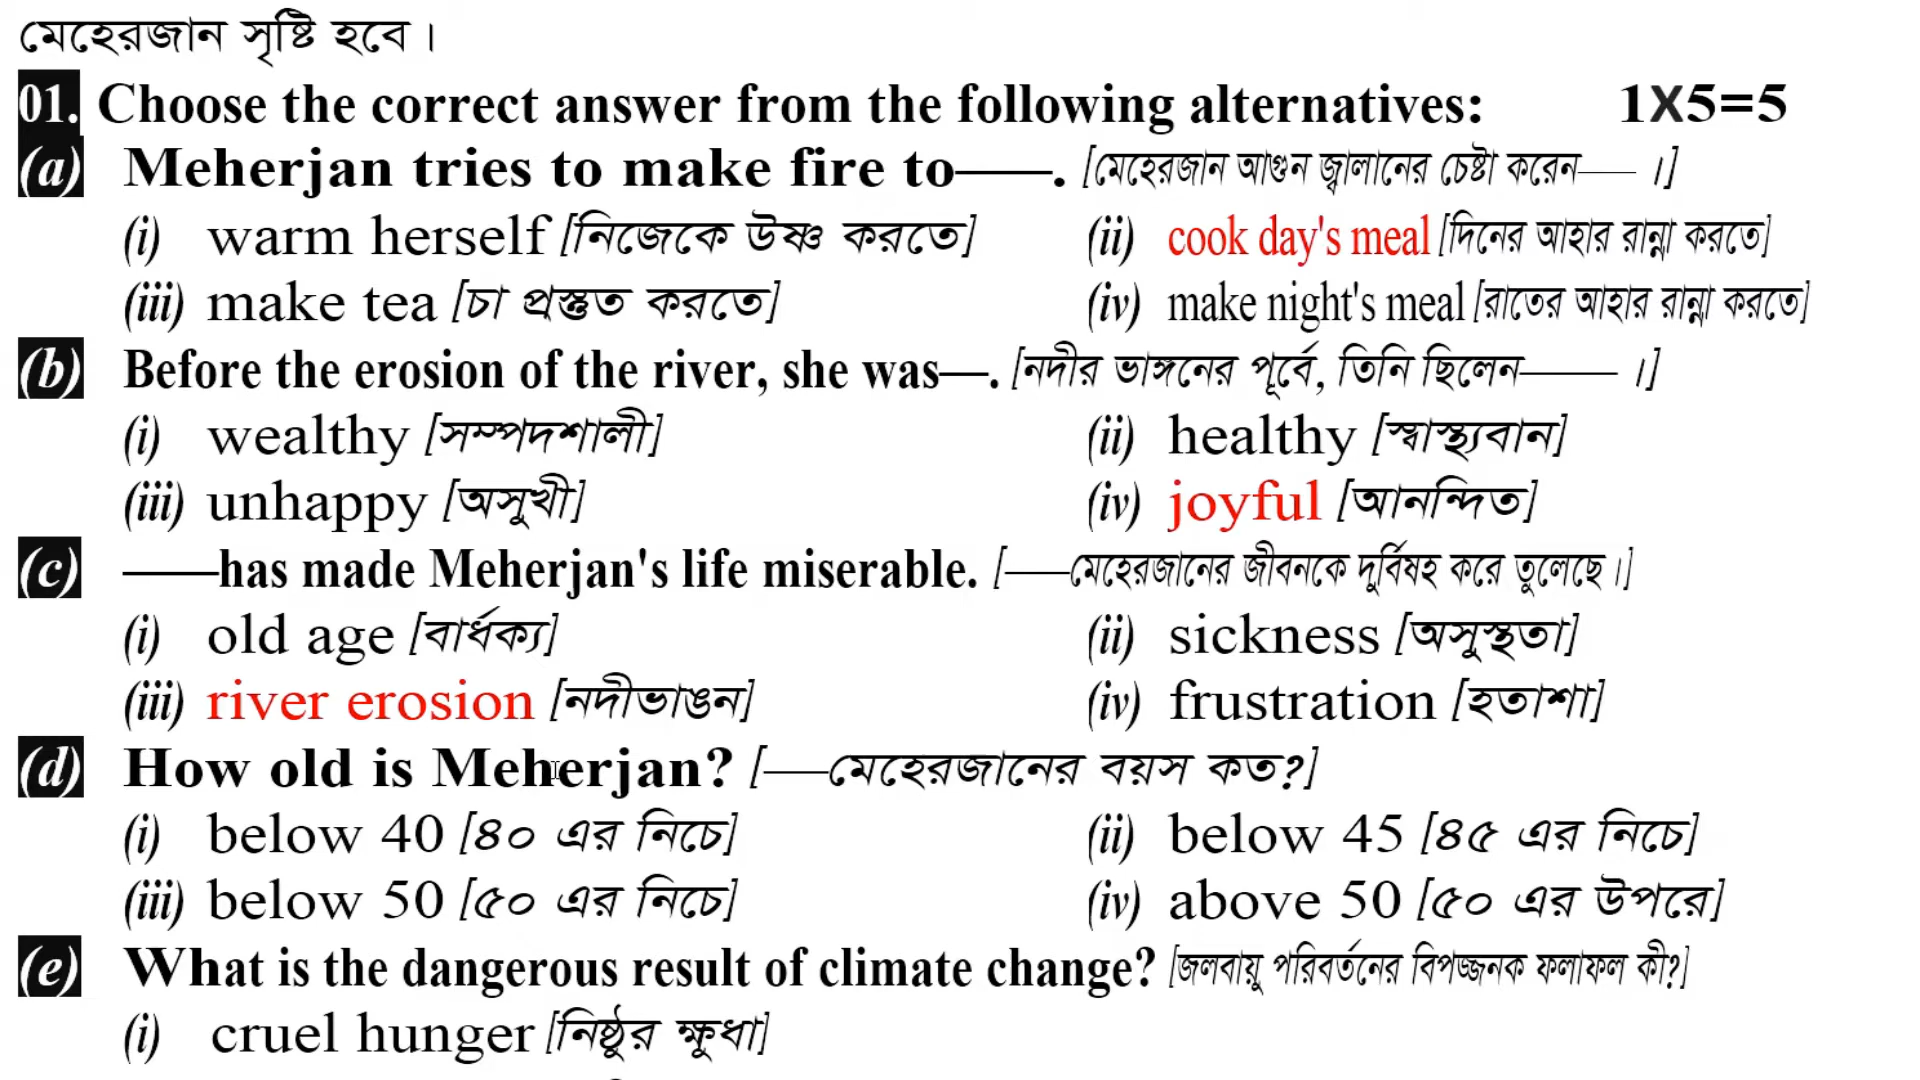 মেহেরজান সৃষ্টি হবে।
01. Choose the correct answer from the following alternatives: 1X5=5
(a) Meherjan tries to make fire to——. [মেহেরজান আগুন জ্বালানের চেষ্টা করেন—— ।]
(i) warm herself [নিজেকে উষ্ণ করতে] (ii) cook day's meal [দিনের আহার রান্না করতে]
(iii) make tea [চা প্রস্তুত করতে] (iv) make night's meal [রাতের আহার রান্না করতে]
(b) Before the erosion of the river, she was—. [নদীর ভাঙ্গনের পূর্বে, তিনি ছিলেন—— ।]
(i) wealthy [সম্পদশালী] (ii) healthy [স্বাস্থ্যবান]
(iii) unhappy [অসুখী] (iv) joyful [আনন্দিত]
(c) ——has made Meherjan's life miserable. [——মেহেরজানের জীবনকে দুর্বিষহ করে তুলেছে।]
(i) old age [বার্ধক্য] (ii) sickness [অসুস্থতা]
(iii) river erosion [নদীভাঙন] (iv) frustration [হতাশা]
(d) How old is Meherjan? [——মেহেরজানের বয়স কত?]
(i) below 40 [৪০ এর নিচে] (ii) below 45 [৪৫ এর নিচে]
(iii) below 50 [৫০ এর নিচে] (iv) above 50 [৫০ এর উপরে]
(e) What is the dangerous result of climate change? [জলবায়ু পরিবর্তনের বিপজ্জনক ফলাফল কী?]
(i) cruel hunger [নিষ্ঠুর ক্ষুধা]